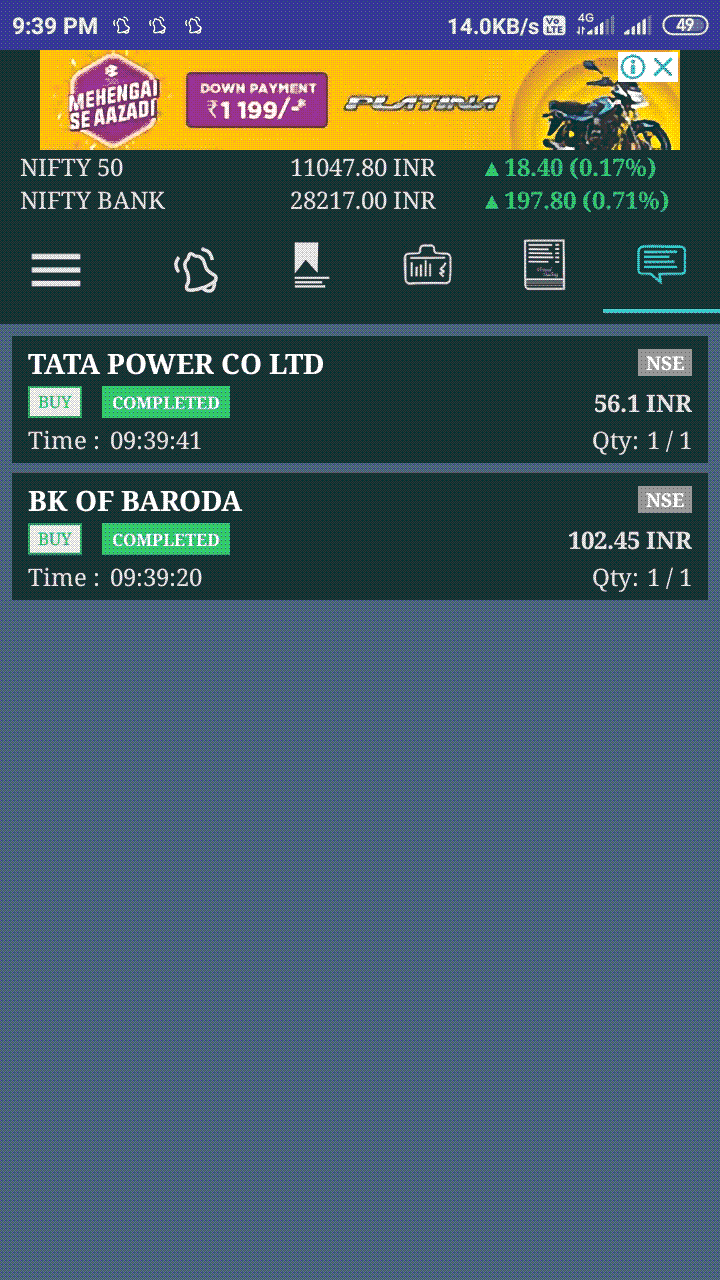 9:39 PM 14.0KB/s Vo LTE 4G 49
MEHENGAI
SE AAZADI
DOWN PAYMENT
₹1 199/-*
PLATINA
NIFTY 50 11047.80 INR ▲18.40 (0.17%)
NIFTY BANK 28217.00 INR ▲197.80 (0.71%)
TATA POWER CO LTD NSE
BUY COMPLETED 56.1 INR
Time : 09:39:41 Qty: 1 / 1
BK OF BARODA NSE
BUY COMPLETED 102.45 INR
Time : 09:39:20 Qty: 1 / 1